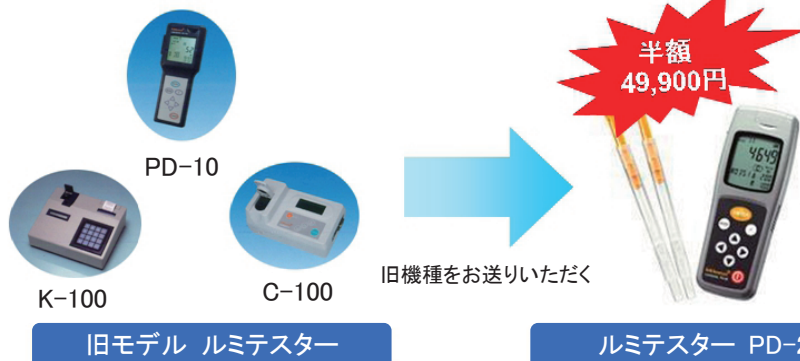 半額
49,900円
PD-10
4649
K-100
C-100
旧機種をお送りいただく
旧モデル ルミテスター
ルミテスター PD-2